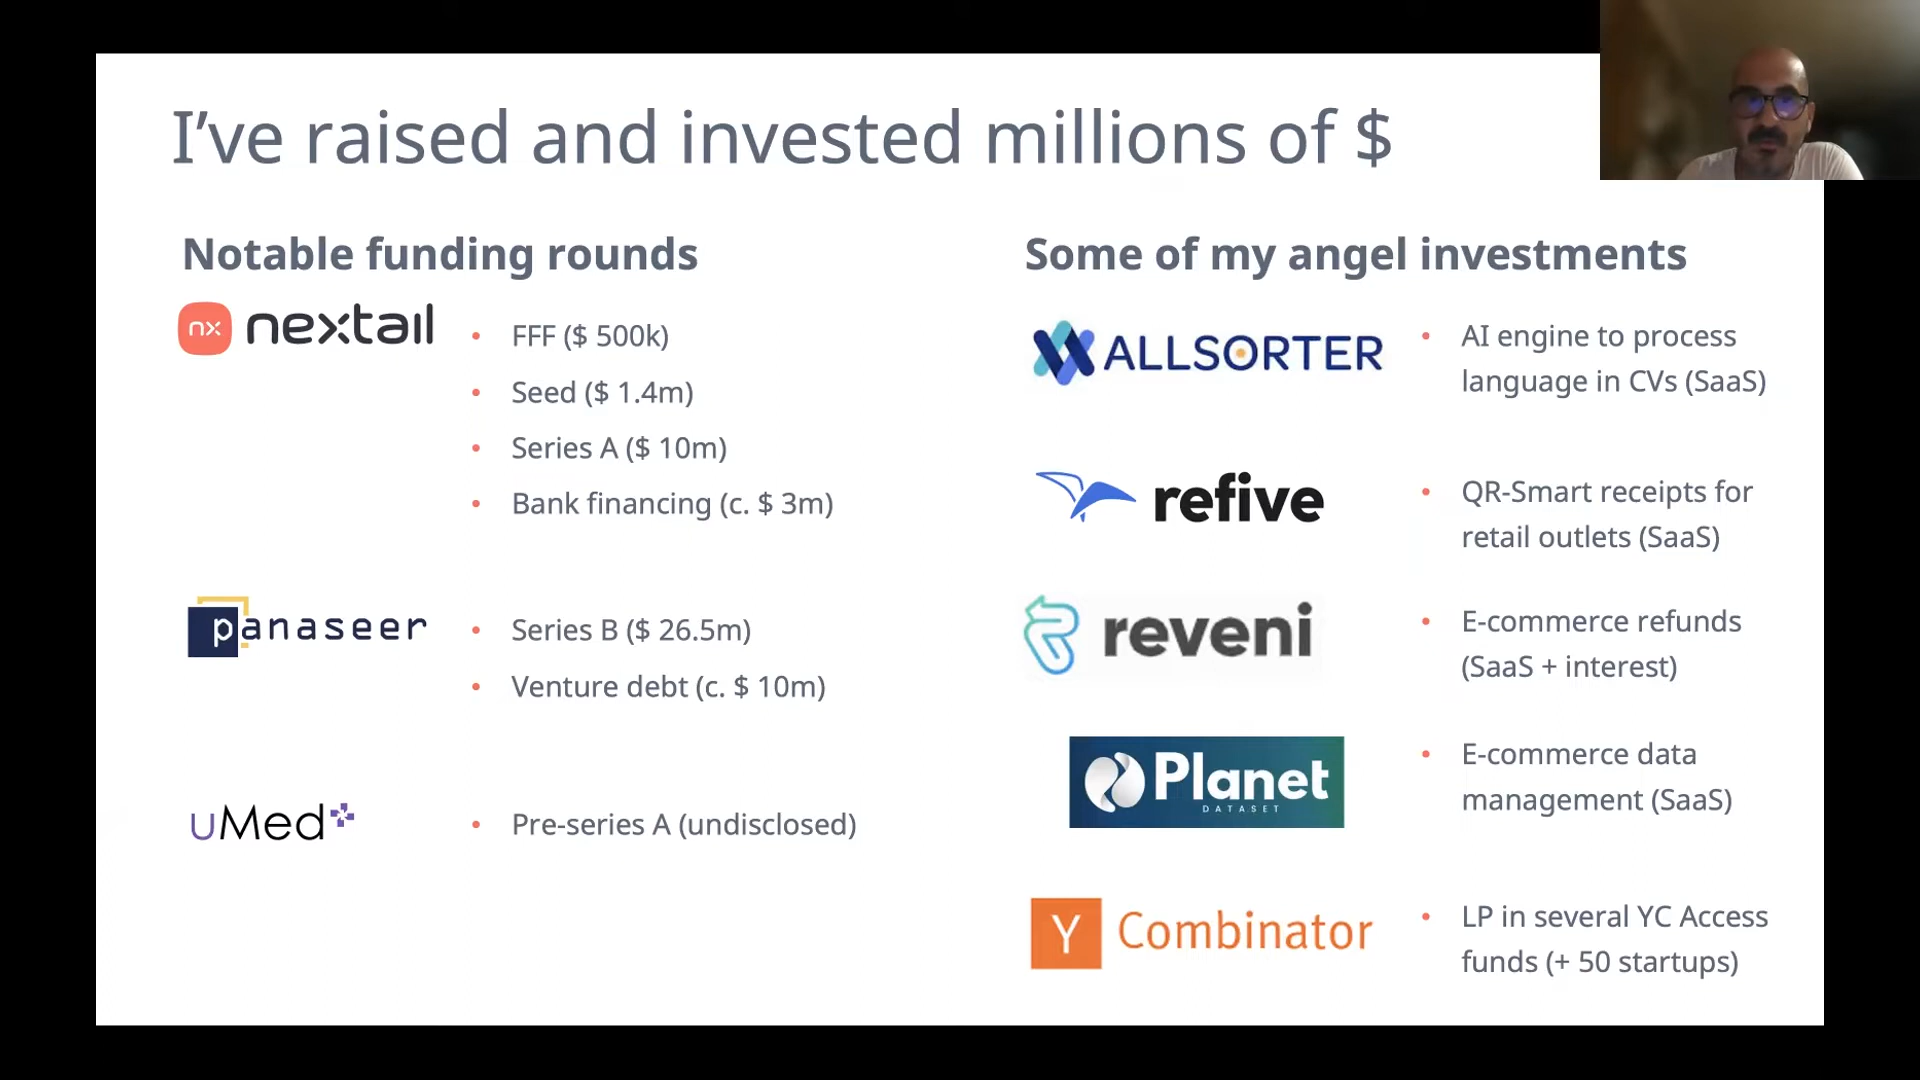 I’ve raised and invested millions of $
Notable funding rounds
nx nextail
• FFF ($ 500k)
• Seed ($ 1.4m)
• Series A ($ 10m)
• Bank financing (c. $ 3m)
panaseer
• Series B ($ 26.5m)
• Venture debt (c. $ 10m)
uMed
• Pre-series A (undisclosed)
Some of my angel investments
ALLSORTER
• AI engine to process
language in CVs (SaaS)
refive
• QR-Smart receipts for
retail outlets (SaaS)
reveni
• E-commerce refunds
(SaaS + interest)
Planet
DATASET
• E-commerce data
management (SaaS)
Y Combinator
• LP in several YC Access
funds (+ 50 startups)